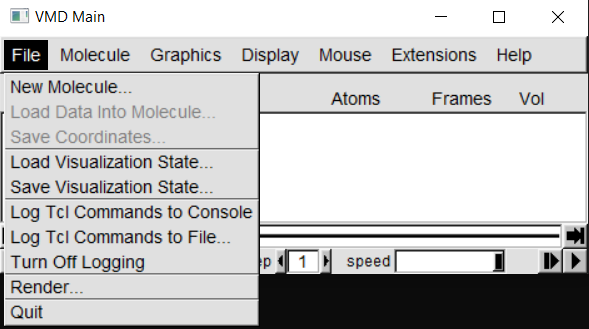 VMD Main
File Molecule Graphics Display Mouse Extensions Help
New Molecule...
Load Data Into Molecule...
Atoms Frames Vol
Save Coordinates...
Load Visualization State...
Save Visualization State...
Log Tcl Commands to Console
Log Tcl Commands to File...
Turn Off Logging
ep 1 speed
Render...
Quit